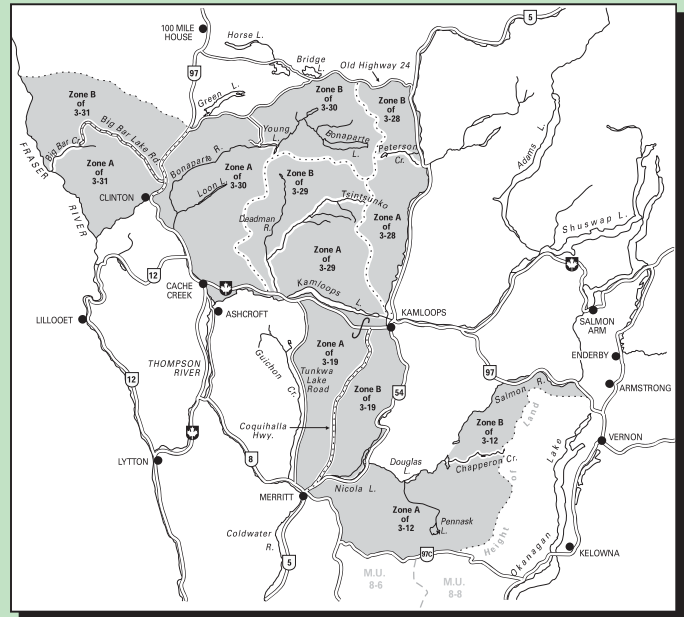 100 MILE
HOUSE
Horse L.
Bridge
L.
Old Highway 24
5
97
Green L.
Zone B
of
3-31
Zone B
of
3-30
Zone B
of
3-28
Big Bar Lake Rd.
Big Bar Cr.
Young
L.
Bonaparte
L.
Peterson
Cr.
Adams L.
FRASER
RIVER
Zone A
of
3-31
Bonaparte R.
Loon L.
Zone A
of
3-30
Zone B
of
3-29
Tsintsunko
CLINTON
Deadman
R.
Zone A
of
3-28
Shuswap L.
Zone A
of
3-29
12
CACHE
CREEK
Kamloops
L.
KAMLOOPS
LILLOOET
ASHCROFT
SALMON
ARM
THOMPSON
RIVER
Guichon
Cr.
Zone A
of
3-19
Tunkwa
Lake
Road
Zone B
of
3-19
54
97
ENDERBY
ARMSTRONG
Salmon R.
12
Coquihalla
Hwy.
Zone B
of
3-12
Height of Land
VERNON
LYTTON
8
Douglas
L.
Chapperon Cr.
MERRITT
Nicola L.
Zone A
of
3-12
Pennask
L.
Okanagan Lake
Coldwater
R.
5
97C
KELOWNA
M.U.
8-6
M.U.
8-8